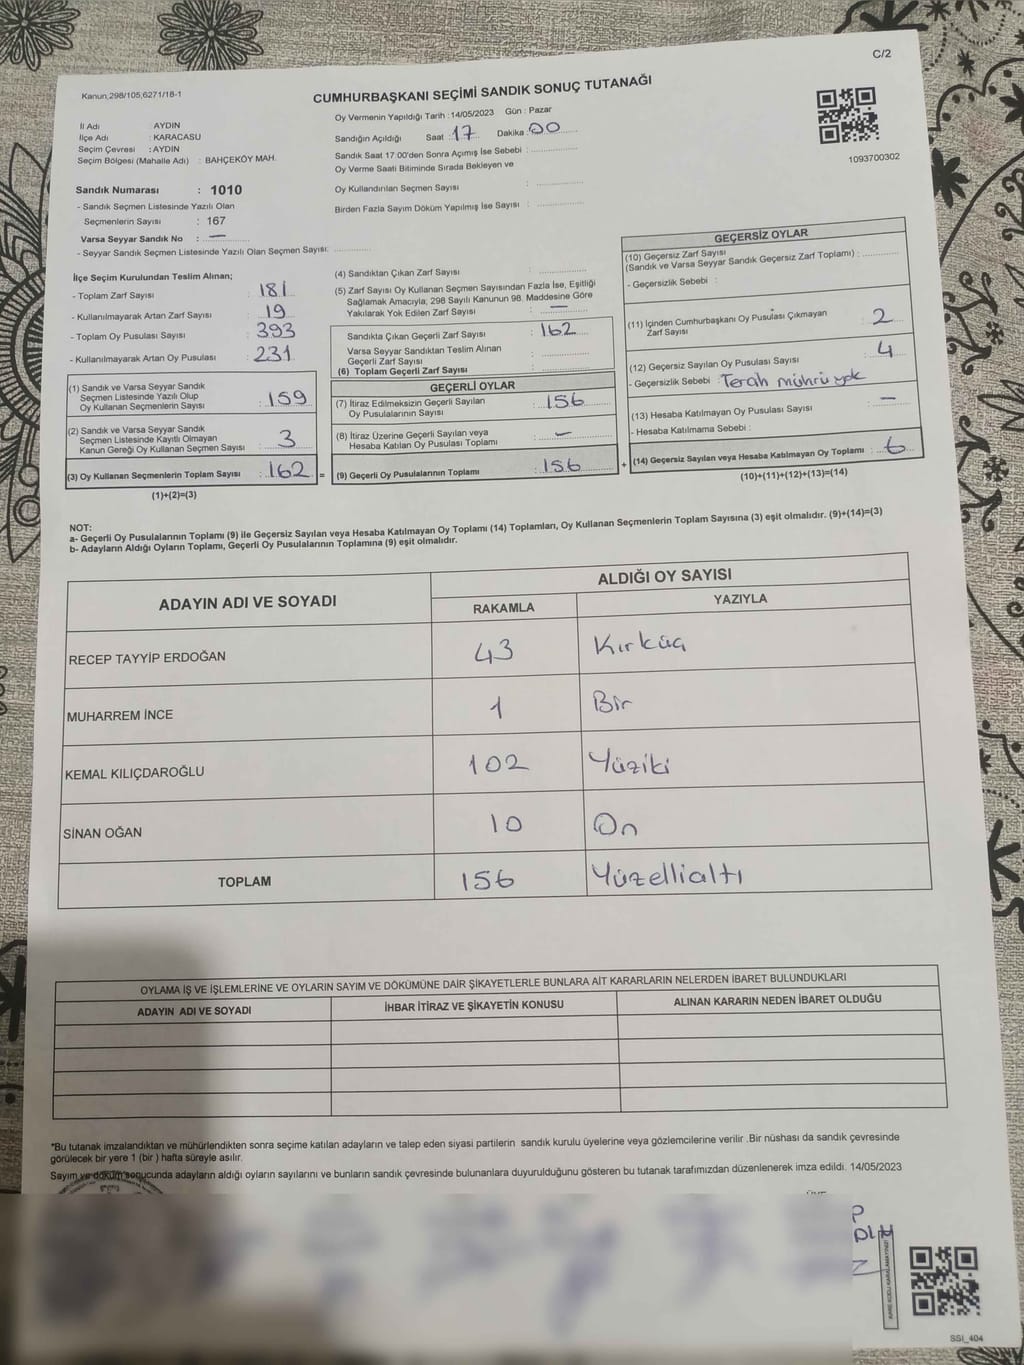 Kanun,298/105,6271/18-1
C/2
CUMHURBAŞKANI SEÇİMİ SANDIK SONUÇ TUTANAĞI
İl Adı : AYDIN
İlçe Adı : KARACASU
Seçim Çevresi : AYDIN
Seçim Bölgesi (Mahalle Adı) : BAHÇEKÖY MAH.
Sandık Numarası : 1010
- Sandık Seçmen Listesinde Yazılı Olan
Seçmenlerin Sayısı : 167
Varsa Seyyar Sandık No : —
- Seyyar Sandık Seçmen Listesinde Yazılı Olan Seçmen Sayısı:
Oy Vermenin Yapıldığı Tarih :14/05/2023 Gün : Pazar
Sandığın Açıldığı Saat 17 Dakika 00
Sandık Saat 17:00'den Sonra Açımış İse Sebebi :
Oy Verme Saati Bitiminde Sırada Bekleyen ve
Oy Kullandırılan Seçmen Sayısı :
Birden Fazla Sayım Döküm Yapılmış İse Sayısı :
1093700302
İlçe Seçim Kurulundan Teslim Alınan;
- Toplam Zarf Sayısı : 181
- Kullanılmayarak Artan Zarf Sayısı : 19
- Toplam Oy Pusulası Sayısı : 393
- Kullanılmayarak Artan Oy Pusulası : 231
(1) Sandık ve Varsa Seyyar Sandık
Seçmen Listesinde Yazılı Olup
Oy Kullanan Seçmenlerin Sayısı : 159
(2) Sandık ve Varsa Seyyar Sandık
Seçmen Listesinde Kayıtlı Olmayan
Kanun Gereği Oy Kullanan Seçmen Sayısı : 3
(3) Oy Kullanan Seçmenlerin Toplam Sayısı : 162 =
(1)+(2)=(3)
(4) Sandıktan Çıkan Zarf Sayısı :
(5) Zarf Sayısı Oy Kullanan Seçmen Sayısından Fazla İse, Eşitliği
Sağlamak Amacıyla; 298 Sayılı Kanunun 98. Maddesine Göre
Yakılarak Yok Edilen Zarf Sayısı : —
Sandıkta Çıkan Geçerli Zarf Sayısı : 162
Varsa Seyyar Sandıktan Teslim Alınan
Geçerli Zarf Sayısı :
(6) Toplam Geçerli Zarf Sayısı :
GEÇERLİ OYLAR
(7) İtiraz Edilmeksizin Geçerli Sayılan
Oy Pusulalarının Sayısı : 156
(8) İtiraz Üzerine Geçerli Sayılan veya
Hesaba Katılan Oy Pusulası Toplamı : —
(9) Geçerli Oy Pusulalarının Toplamı : 156 +
GEÇERSİZ OYLAR
(10) Geçersiz Zarf Sayısı
(Sandık ve Varsa Seyyar Sandık Geçersiz Zarf Toplamı) :
- Geçersizlik Sebebi :
(11) İçinden Cumhurbaşkanı Oy Pusulası Çıkmayan
Zarf Sayısı : 2
(12) Geçersiz Sayılan Oy Pusulası Sayısı : 4
- Geçersizlik Sebebi : Tercih mührü yok
(13) Hesaba Katılmayan Oy Pusulası Sayısı : —
- Hesaba Katılmama Sebebi :
(14) Geçersiz Sayılan veya Hesaba Katılmayan Oy Toplamı : 6
(10)+(11)+(12)+(13)=(14)
NOT:
a- Geçerli Oy Pusulalarının Toplamı (9) ile Geçersiz Sayılan veya Hesaba Katılmayan Oy Toplamı (14) Toplamları, Oy Kullanan Seçmenlerin Toplam Sayısına (3) eşit olmalıdır. (9)+(14)=(3)
b- Adayların Aldığı Oyların Toplamı, Geçerli Oy Pusulalarının Toplamına (9) eşit olmalıdır.
ADAYIN ADI VE SOYADI
ALDIĞI OY SAYISI
RAKAMLA YAZIYLA
RECEP TAYYİP ERDOĞAN 43 Kırküç
MUHARREM İNCE 1 Bir
KEMAL KILIÇDAROĞLU 102 Yüziki
SİNAN OĞAN 10 On
TOPLAM 156 Yüzellialtı
OYLAMA İŞ VE İŞLEMLERİNE VE OYLARIN SAYIM VE DÖKÜMÜNE DAİR ŞİKAYETLERLE BUNLARA AİT KARARLARIN NELERDEN İBARET BULUNDUKLARI
ADAYIN ADI VE SOYADI İHBAR İTİRAZ VE ŞİKAYETİN KONUSU ALINAN KARARIN NEDEN İBARET OLDUĞU
*Bu tutanak imzalandıktan ve mühürlendikten sonra seçime katılan adayların ve talep eden siyasi partilerin sandık kurulu üyelerine veya gözlemcilerine verilir .Bir nüshası da sandık çevresinde
görülecek bir yere 1 (bir ) hafta süreyle asılır.
Sayım ve döküm sonucunda adayların aldığı oyların sayılarını ve bunların sandık çevresinde bulunanlara duyurulduğunu gösteren bu tutanak tarafımızdan düzenlenerek imza edildi. 14/05/2023
KARE KODU KARALAMAYINIZ!
SSI_404